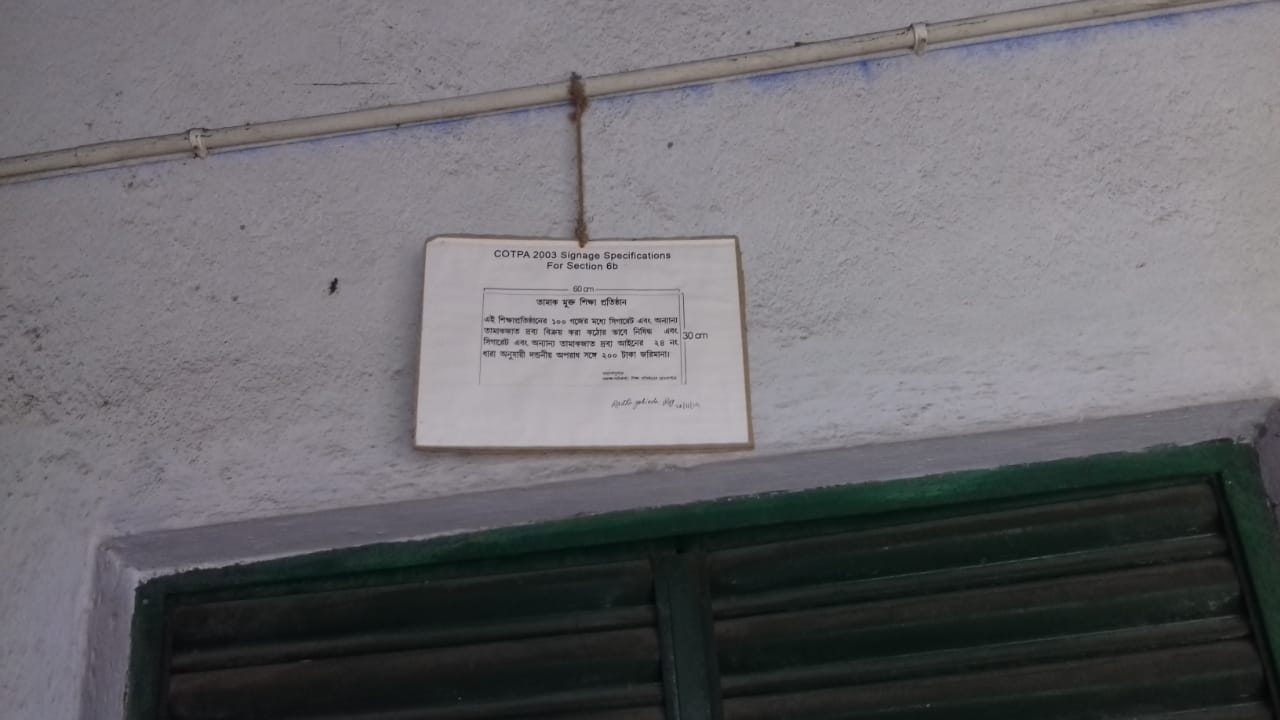 COTPA 2003 Signage Specifications
For Section 6b
60 cm
তামাক মুক্ত শিক্ষা প্রতিষ্ঠান
এই শিক্ষাপ্রতিষ্ঠানের ১০০ গজের মধ্যে সিগারেট এবং অন্যান্য
তামাকজাত দ্রব্য বিক্রয় করা কঠোর ভাবে নিষিদ্ধ এবং
30 cm
সিগারেট এবং অন্যান্য তামাকজাত দ্রব্য আইনের ২৪ নং
ধারা অনুযায়ী দন্ডনীয় অপরাধ সঙ্গে ২০০ টাকা জরিমানা।